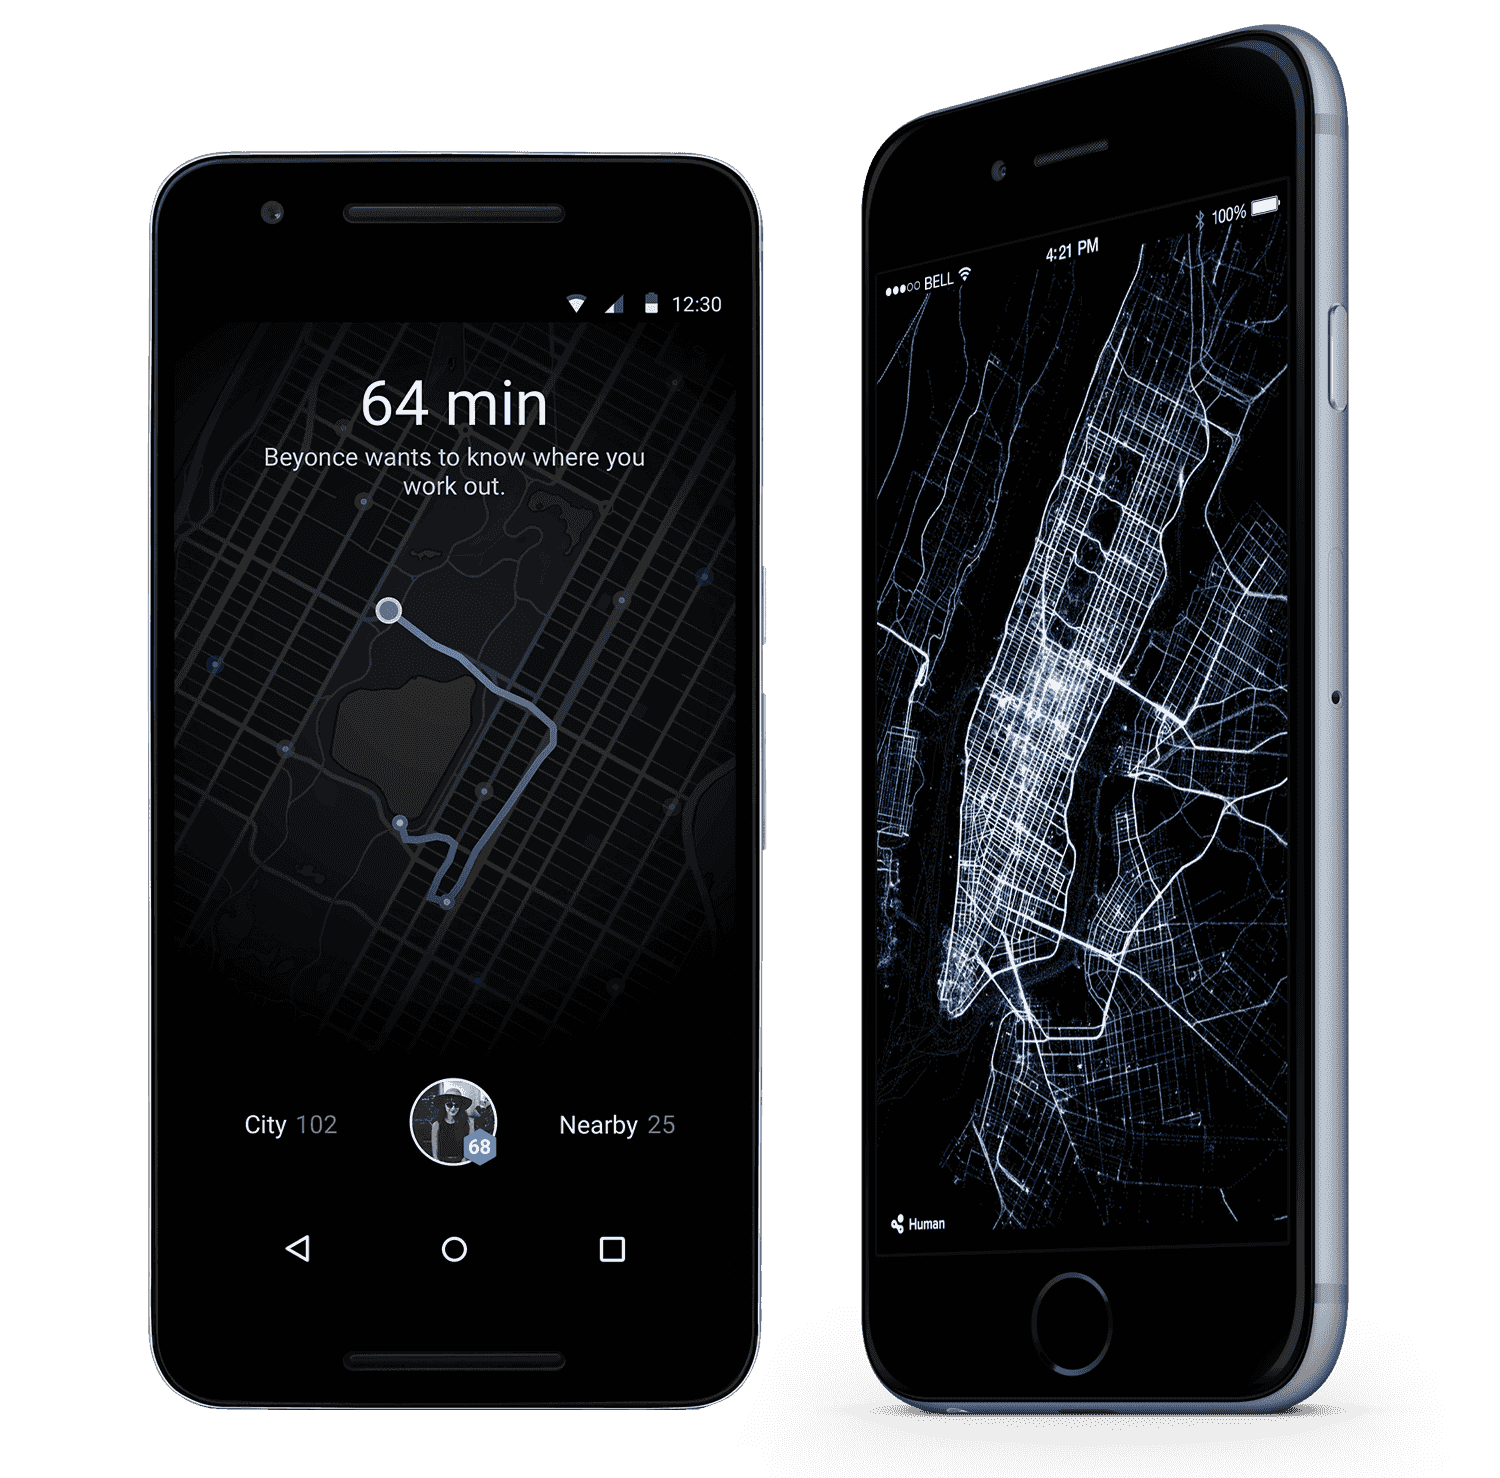 12:30
64 min
Beyonce wants to know where you
work out.
City 102
68
Nearby 25
100%
4:21 PM
BELL
Human